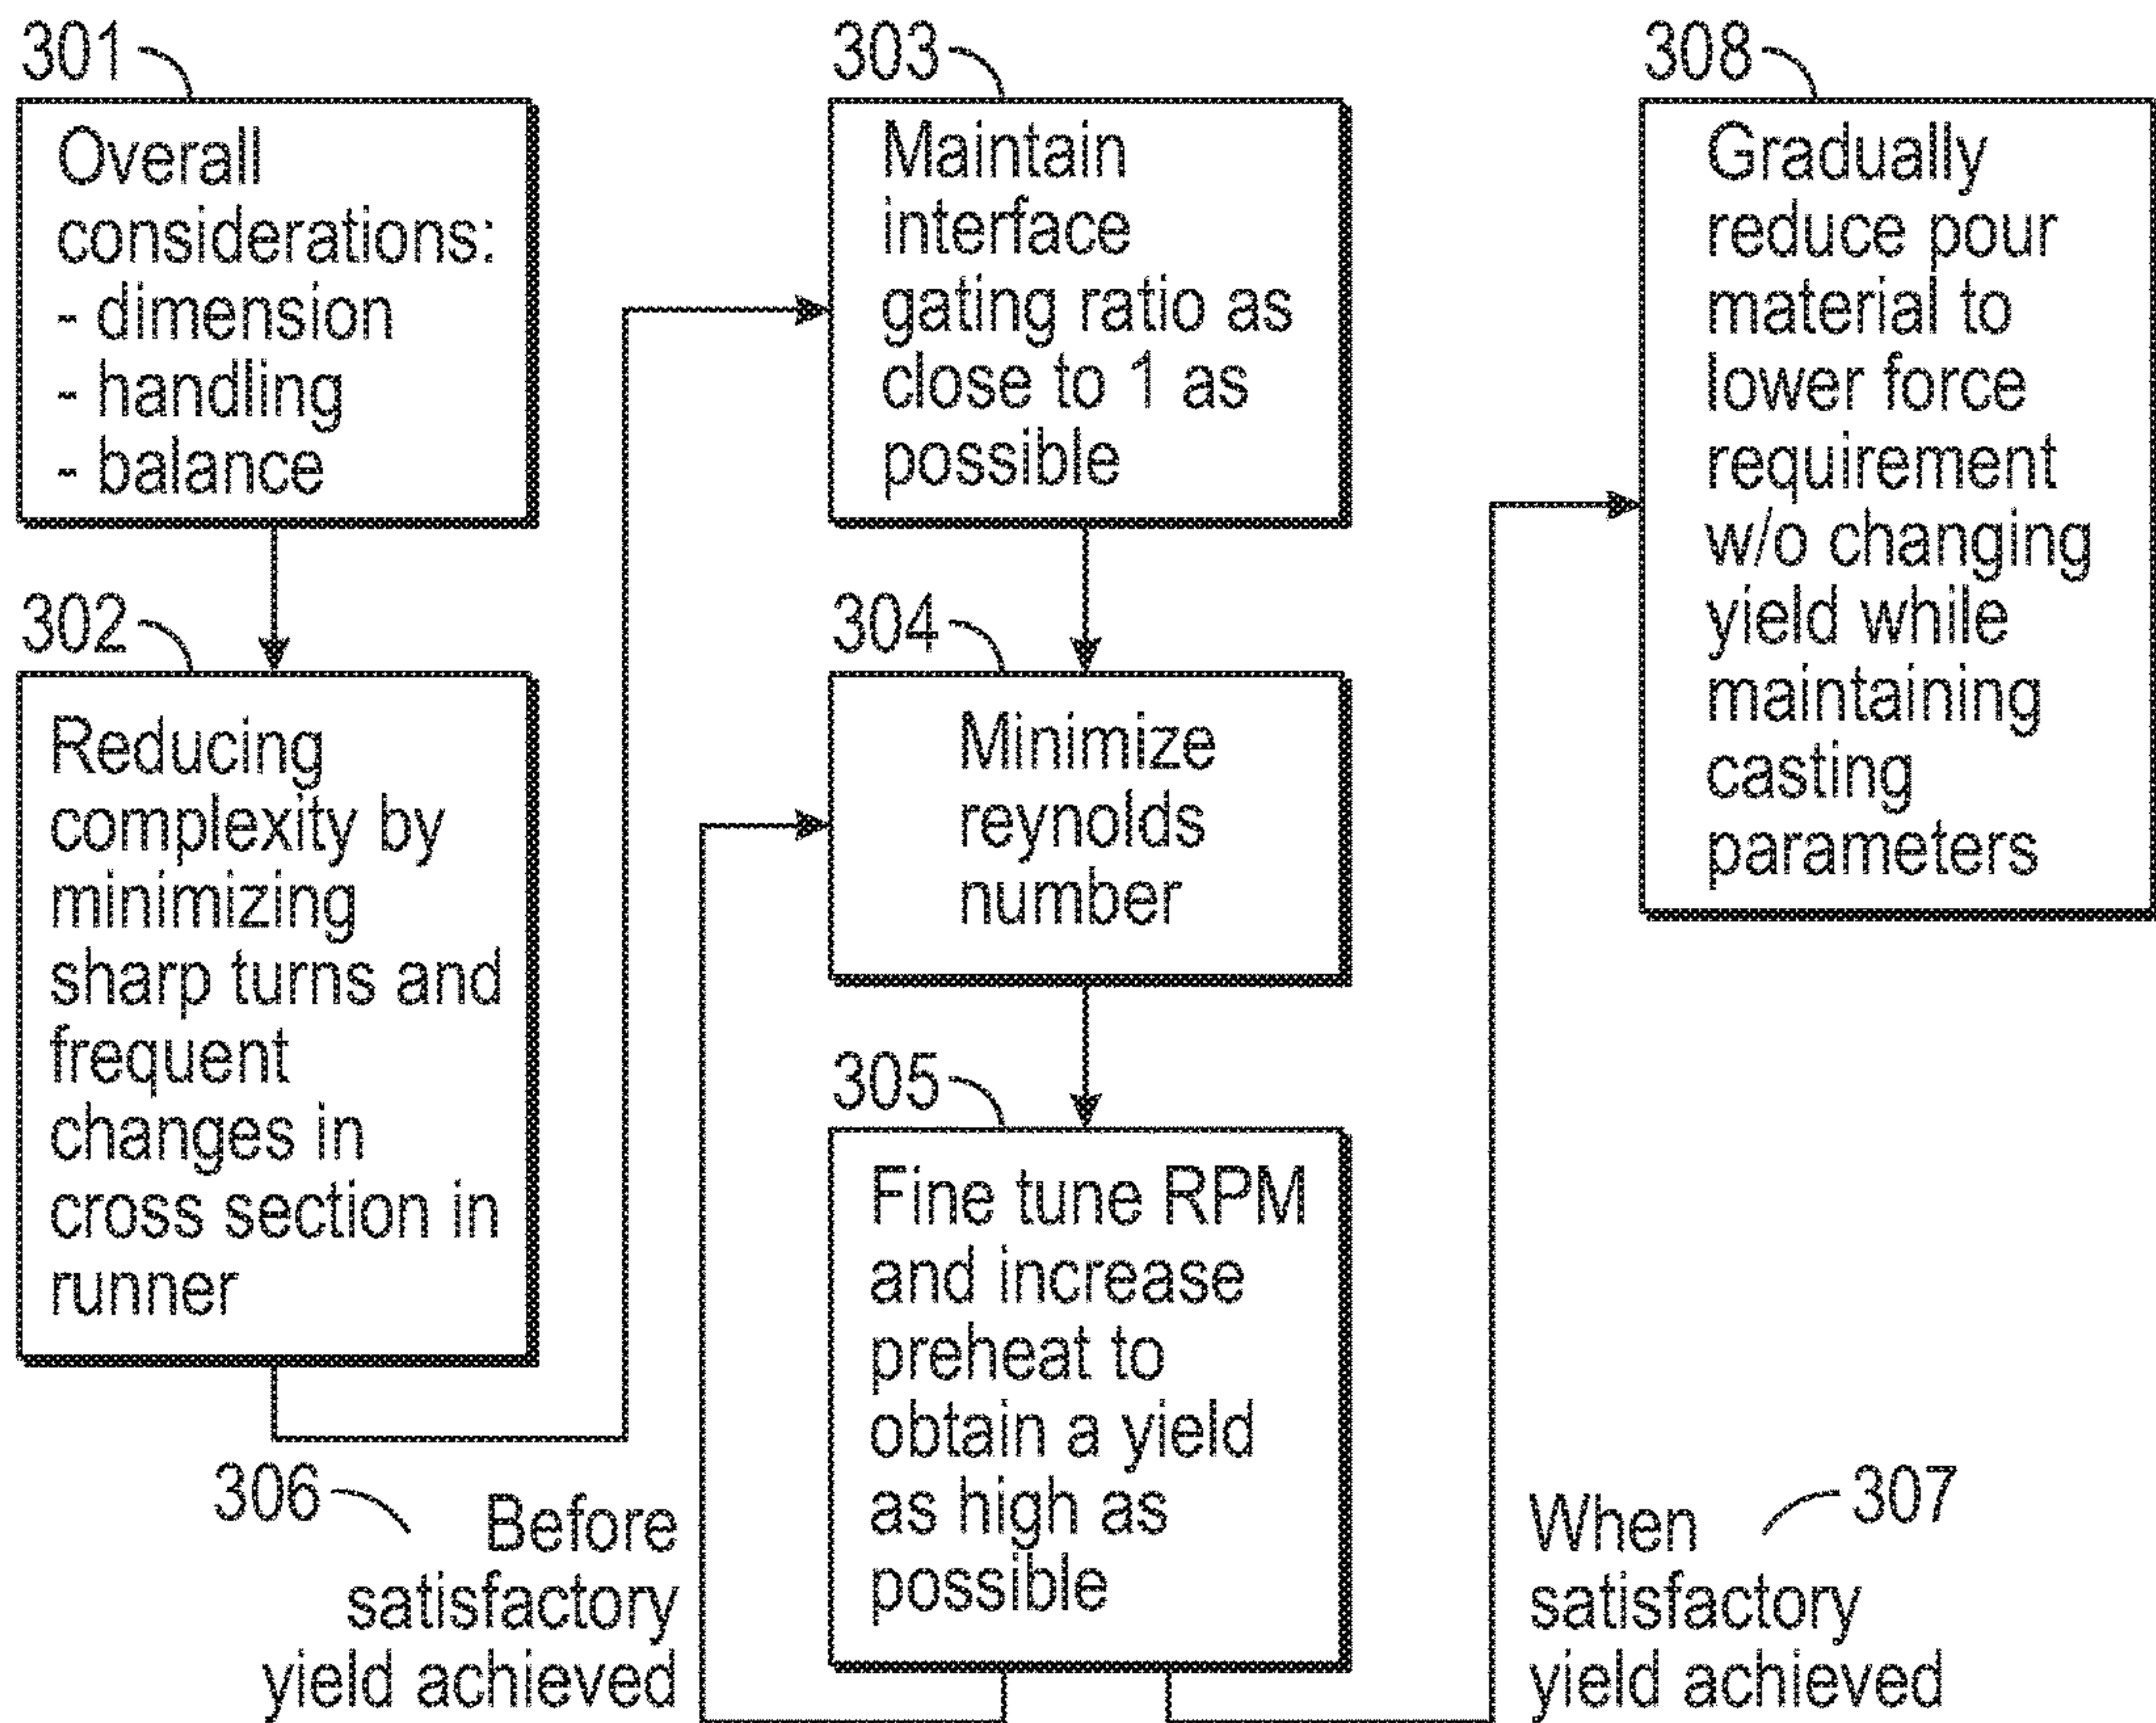 301
Overall
considerations:
- dimension
- handling
- balance
302
Reducing
complexity by
minimizing
sharp turns and
frequent
changes in
cross section in
runner
303
Maintain
interface
gating ratio as
close to 1 as
possible
304
Minimize
reynolds
number
305
Fine tune RPM
and increase
preheat to
obtain a yield
as high as
possible
306
Before
satisfactory
yield achieved
307
When
satisfactory
yield achieved
308
Gradually
reduce pour
material to
lower force
requirement
w/o changing
yield while
maintaining
casting
parameters